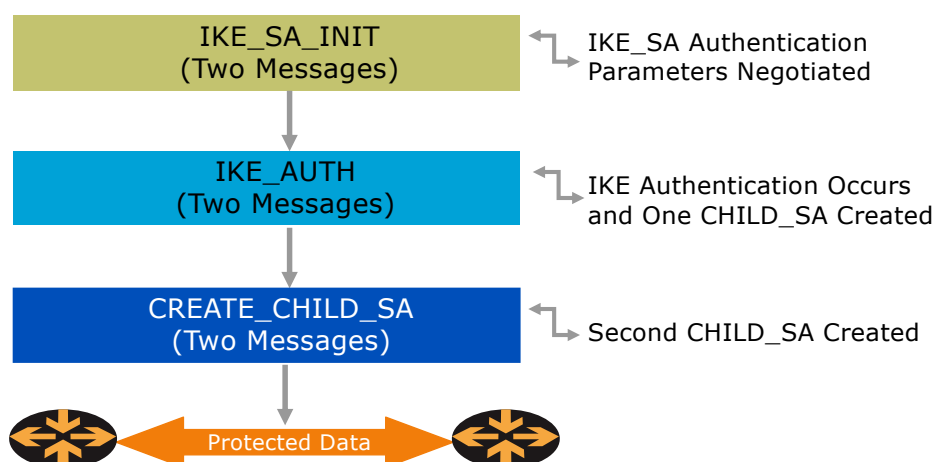 IKE_SA_INIT
(Two Messages)
IKE_SA Authentication
Parameters Negotiated
IKE_AUTH
(Two Messages)
IKE Authentication Occurs
and One CHILD_SA Created
CREATE_CHILD_SA
(Two Messages)
Second CHILD_SA Created
Protected Data